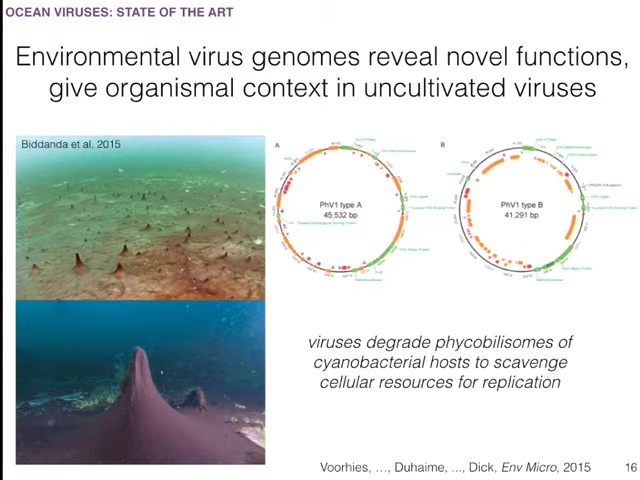 OCEAN VIRUSES: STATE OF THE ART
Environmental virus genomes reveal novel functions,
give organismal context in uncultivated viruses
Biddanda et al, 2015
A
PhV1 type A
45,532 bp
B
PhV1 type B
41,291 bp
viruses degrade phycobilisomes of
cyanobacterial hosts to scavenge
cellular resources for replication
Voorhies, …, Duhaime, ..., Dick, Env Micro, 2015
16